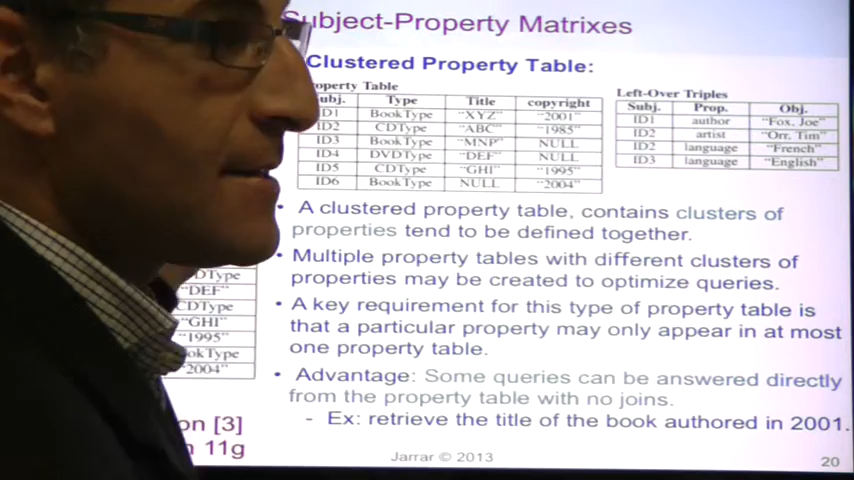 Subject-Property Matrixes
Clustered Property Table:
Property Table
Subj. Type Title copyright
ID1 BookType "XYZ" "2001"
ID2 CDType "ABC" "1985"
ID3 BookType "MNP" NULL
ID4 DVDType "DEF" NULL
ID5 CDType "GHI" "1995"
ID6 BookType NULL "2004"
Left-Over Triples
Subj. Prop. Obj.
ID1 author "Fox, Joe"
ID2 artist "Orr, Tim"
ID2 language "French"
ID3 language "English"
• A clustered property table, contains clusters of
properties tend to be defined together.
• Multiple property tables with different clusters of
properties may be created to optimize queries.
• A key requirement for this type of property table is
that a particular property may only appear in at most
one property table.
• Advantage: Some queries can be answered directly
from the property table with no joins.
- Ex: retrieve the title of the book authored in 2001.
DType
"DEF"
CDType
"GHI"
"1995"
okType
"2004"
on [3]
11g
Jarrar © 2013
20